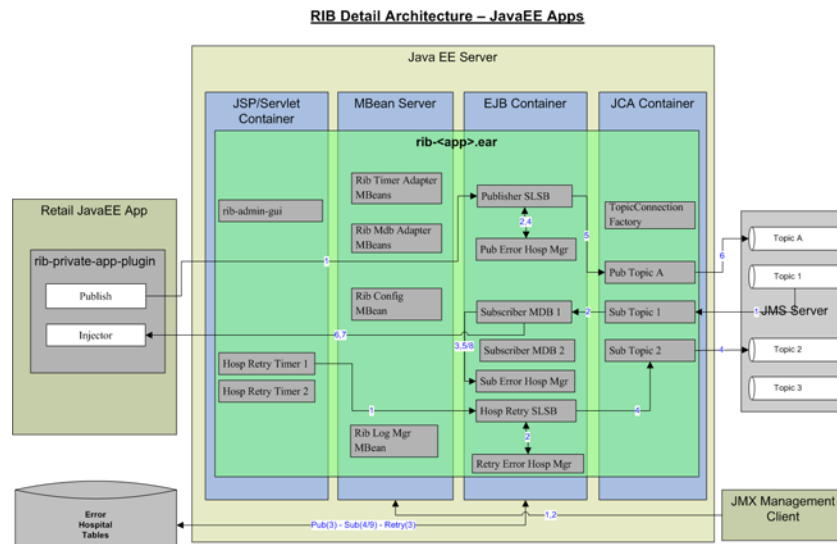 RIB Detail Architecture – JavaEE Apps
Java EE Server
JSP/Servlet
Container
MBean Server
EJB Container
JCA Container
rib-<app>.ear
Rib Timer Adapter
MBeans
Publisher SLSB
rib-admin-gui
TopicConnection
Factory
2,4
Rib Mdb Adapter
MBeans
Pub Error Hosp Mgr
5
6
Retail JavaEE App
rib-private-app-plugin
Publish
Injector
1
Pub Topic A
Topic A
Topic 1
JMS Server
Topic 2
Topic 3
Rib Config
MBean
Subscriber MDB 1
2
Sub Topic 1
1
6,7
3,5/8
Subscriber MDB 2
Sub Topic 2
4
Hosp Retry Timer 1
Hosp Retry Timer 2
Sub Error Hosp Mgr
1
Hosp Retry SLSB
4
Rib Log Mgr
MBean
2
Retry Error Hosp Mgr
Error
Hospital
Tables
Pub(3) - Sub(4/9) - Retry(3)
1,2
JMX Management
Client